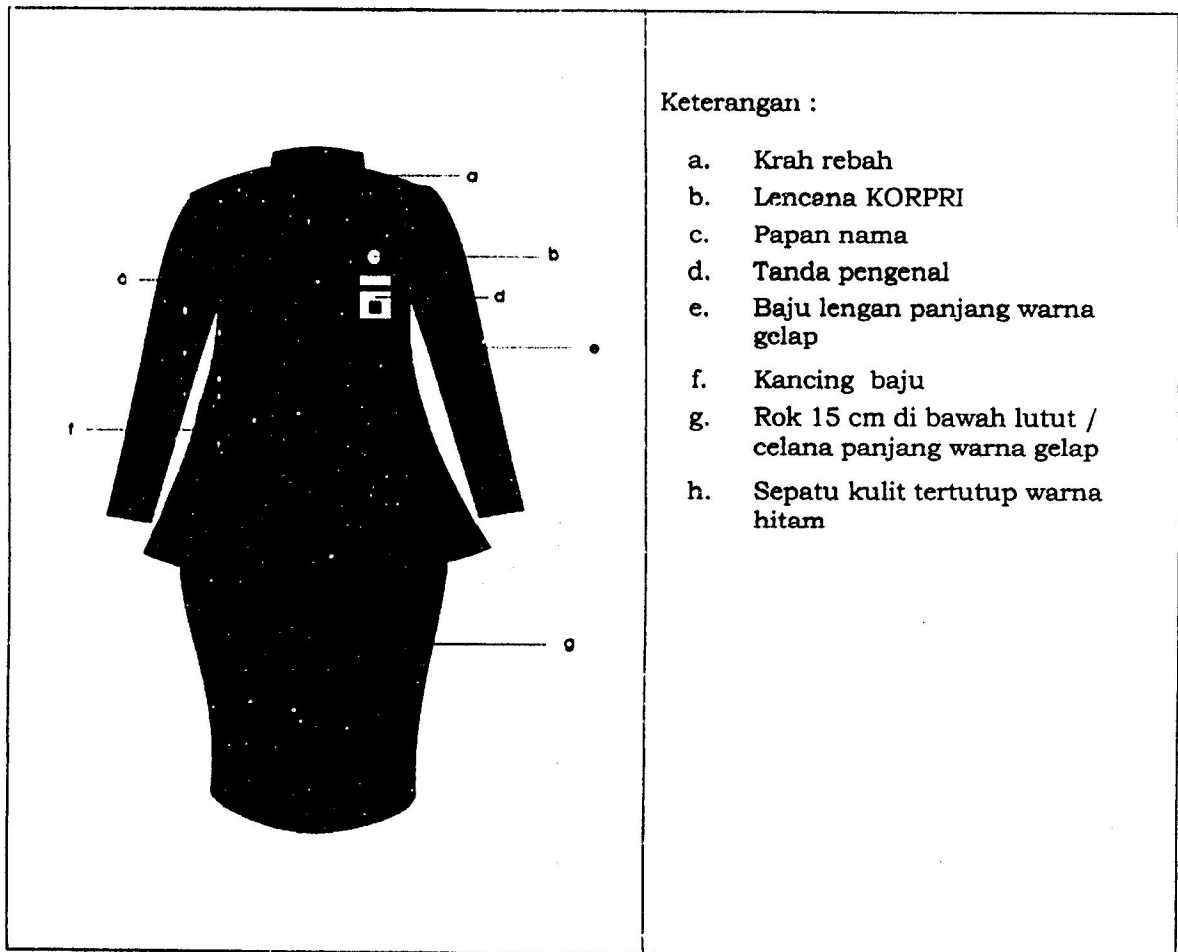 a
b
c
d
e
f
g
Keterangan :
a. Krah rebah
b. Lencana KORPRI
c. Papan nama
d. Tanda pengenal
e. Baju lengan panjang warna
gelap
f. Kancing baju
g. Rok 15 cm di bawah lutut /
celana panjang warna gelap
h. Sepatu kulit tertutup warna
hitam